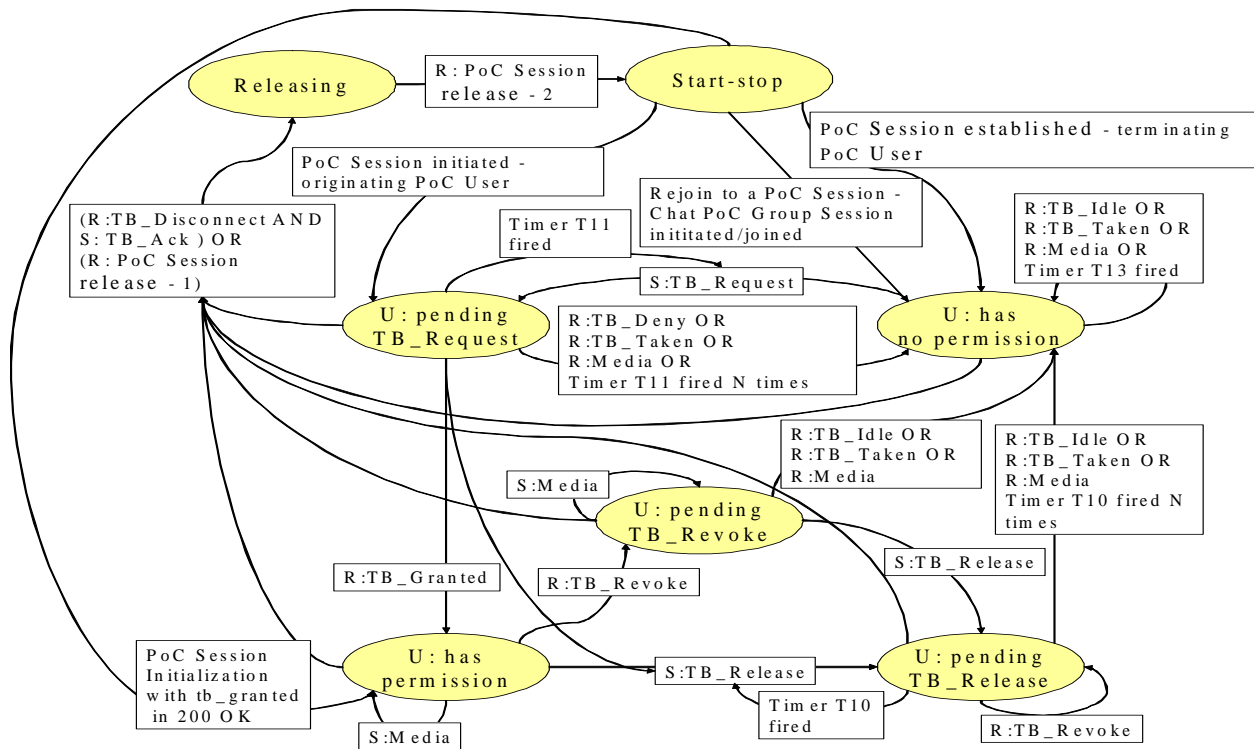 Releasing
R: PoC Session
release - 2
Start-stop
PoC Session established - terminating
PoC User
PoC Session initiated -
originating PoC User
Rejoin to a PoC Session -
Chat PoC Group Session
inititated/joined
R:TB_Idle OR
R:TB_Taken OR
R:Media OR
Timer T13 fired
(R:TB_Disconnect AND
S: TB_Ack ) OR
(R: PoC Session
release - 1)
Timer T11
fired
S:TB_Request
U: pending
TB_Request
R:TB_Deny OR
R:TB_Taken OR
R:Media OR
Timer T11 fired N times
U: has
no permission
R:TB_Idle OR
R:TB_Taken OR
R:Media
R:TB_Idle OR
R:TB_Taken OR
R:Media
Timer T10 fired N
times
S:Media
U: pending
TB_Revoke
S:TB_Release
R:TB_Granted
R:TB_Revoke
PoC Session
Initialization
with tb_granted
in 200 OK
U: has
permission
S:TB_Release
U: pending
TB_Release
Timer T10
fired
S:Media
R:TB_Revoke